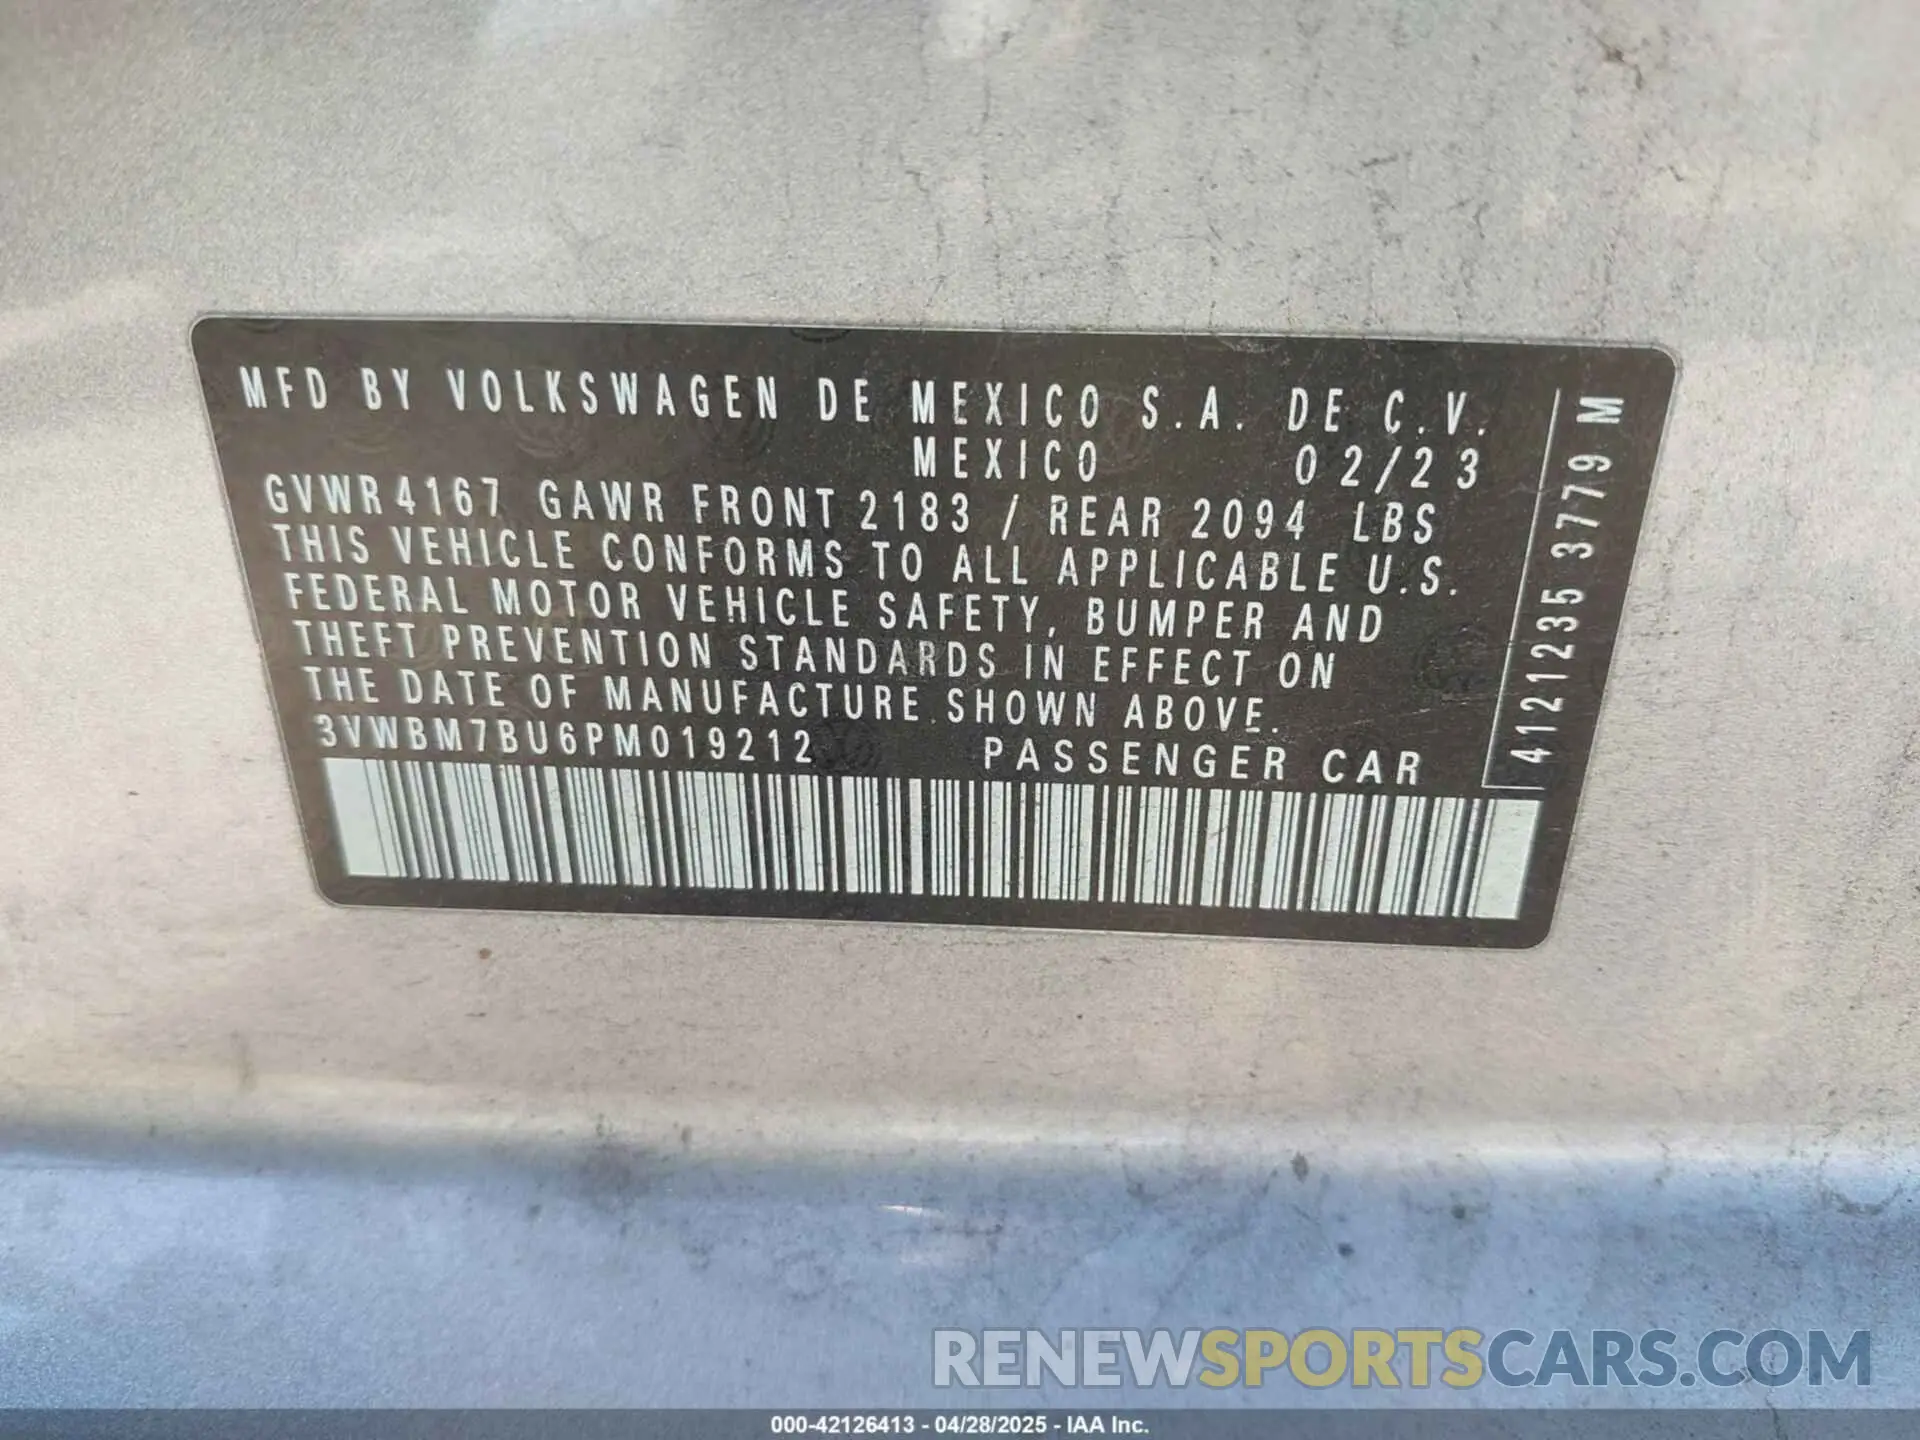 MFD BY VOLKSWAGEN DE MEXICO S.A. DE C.V.
MEXICO 02/23
GVWR 4167 GAWR FRONT 2183 / REAR 2094 LBS
THIS VEHICLE CONFORMS TO ALL APPLICABLE U.S.
FEDERAL MOTOR VEHICLE SAFETY, BUMPER AND
THEFT PREVENTION STANDARDS IN EFFECT ON
THE DATE OF MANUFACTURE SHOWN ABOVE.
3VWBM7BU6PM019212 PASSENGER CAR
41212353779 M
RENEWSPORTSCARS.COM
000-42126413 - 04/28/2025 - IAA Inc.